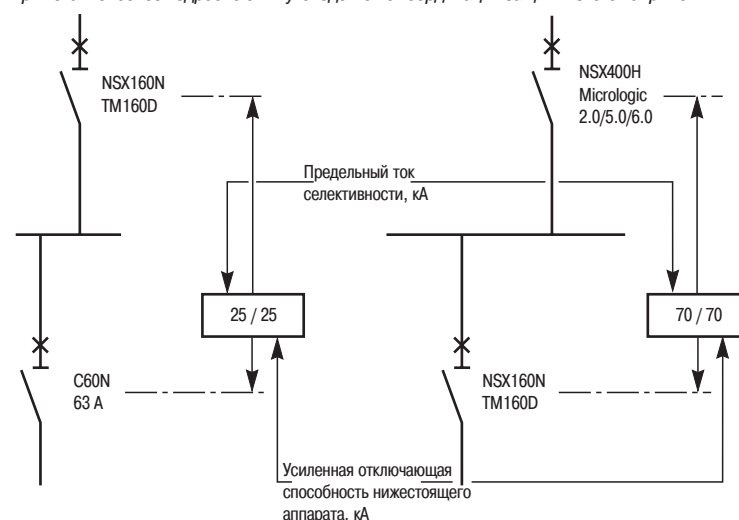 NSX160N
TM160D
NSX400H
Micrologic
2.0/5.0/6.0
Предельный ток
селективности, кА
25 / 25
70 / 70
C60N
63 A
NSX160N
TM160D
Усиленная отключающая
способность нижестоящего
аппарата, кА